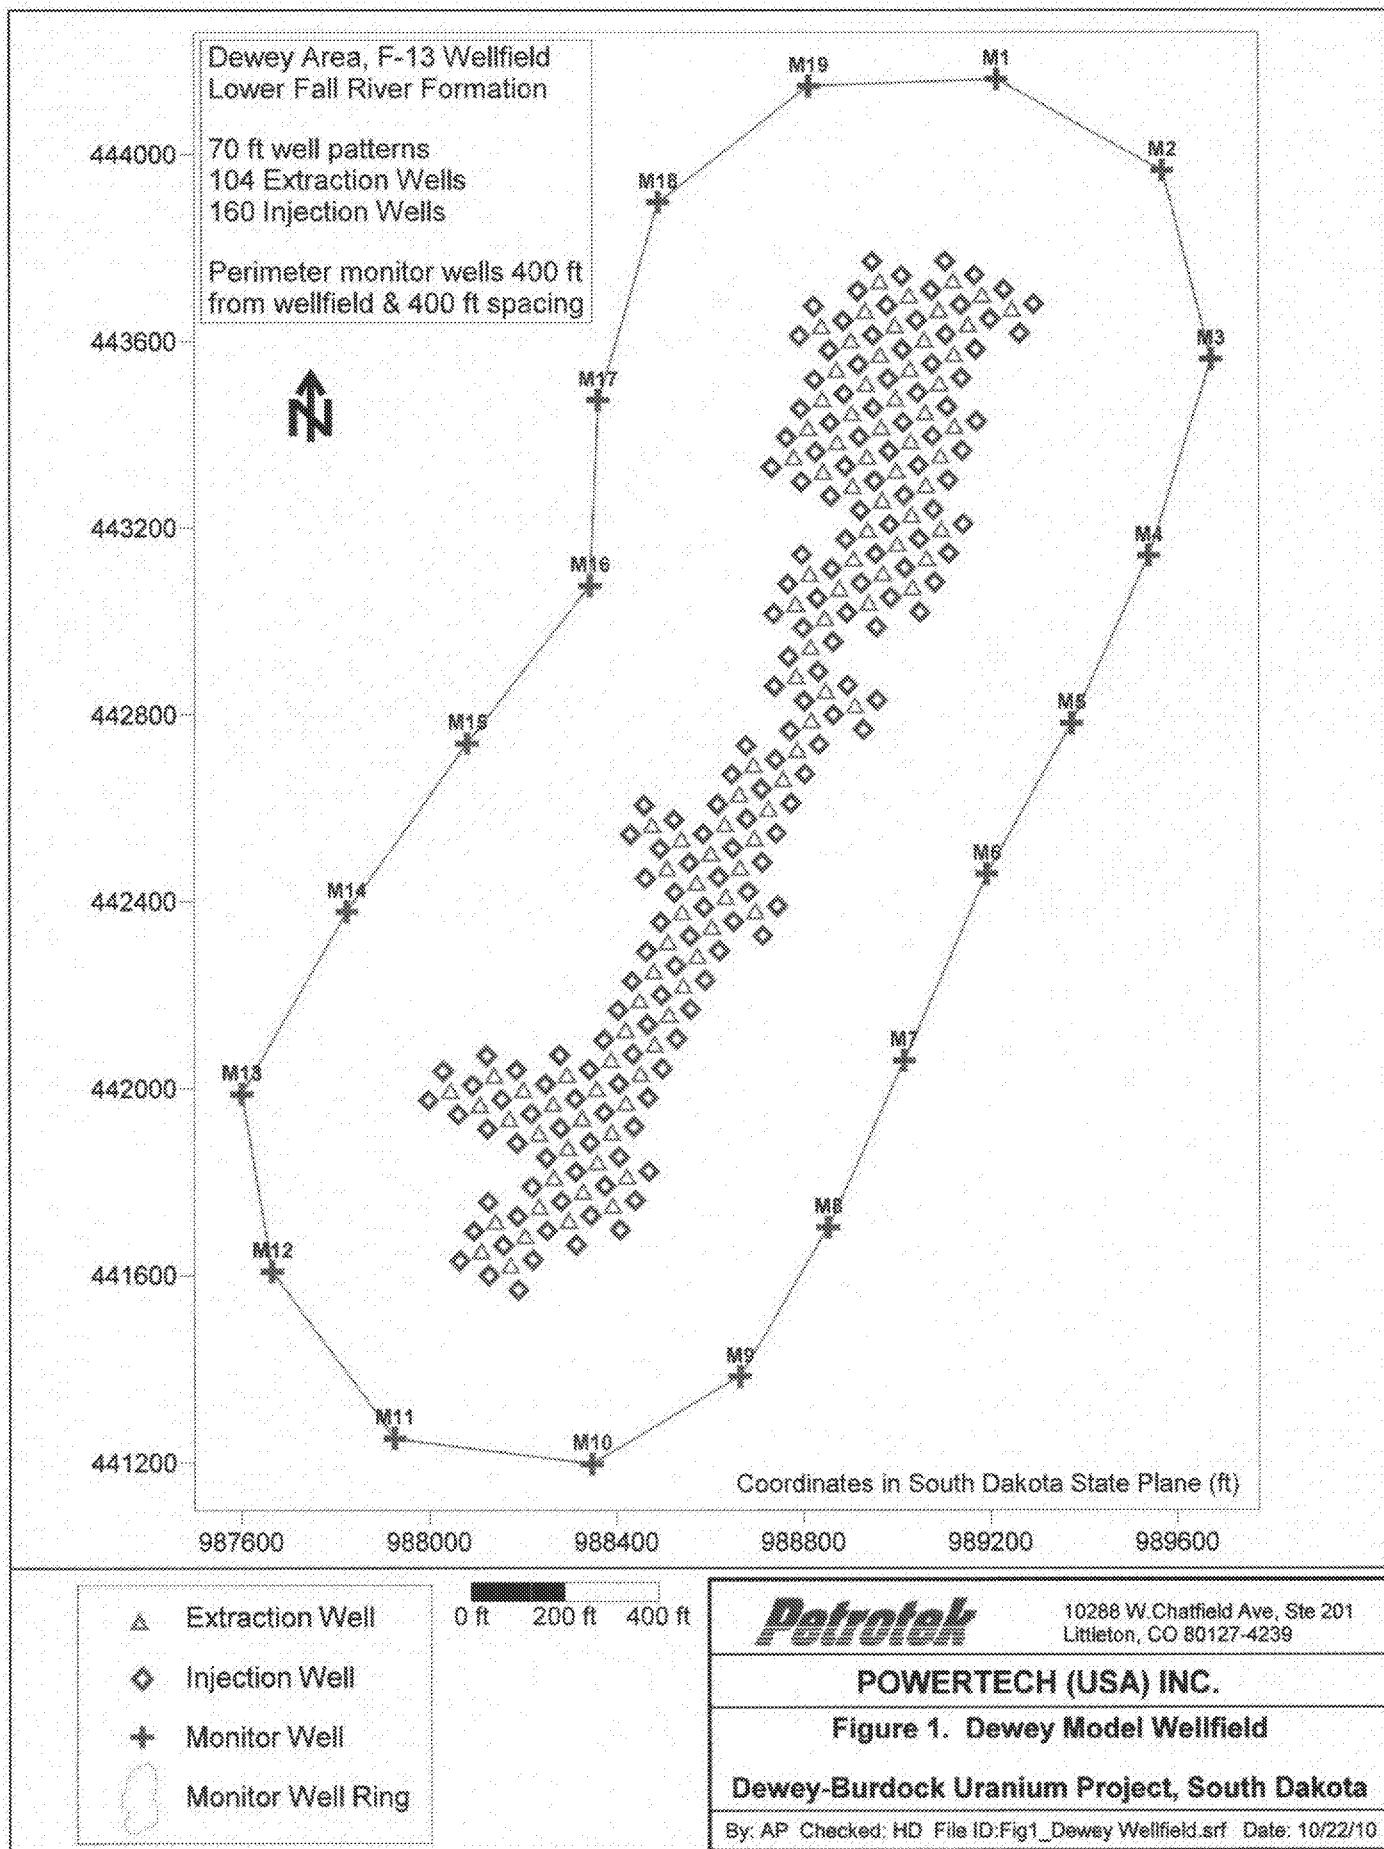 Dewey Area, F-13 Wellfield
Lower Fall River Formation
70 ft well patterns
104 Extraction Wells
160 Injection Wells
Perimeter monitor wells 400 ft
from wellfield & 400 ft spacing
N
M19
M1
M2
M18
M3
M17
M4
M16
M5
M15
M6
M14
M7
M13
M8
M12
M9
M11
M10
444000
443600
443200
442800
442400
442000
441600
441200
Coordinates in South Dakota State Plane (ft)
987600 988000 988400 988800 989200 989600
Extraction Well
Injection Well
Monitor Well
Monitor Well Ring
0 ft 200 ft 400 ft
Petrotek
10288 W.Chatfield Ave, Ste 201
Littleton, CO 80127-4239
POWERTECH (USA) INC.
Figure 1. Dewey Model Wellfield
Dewey-Burdock Uranium Project, South Dakota
By: AP Checked: HD File ID:Fig1_Dewey Wellfield.srf Date: 10/22/10